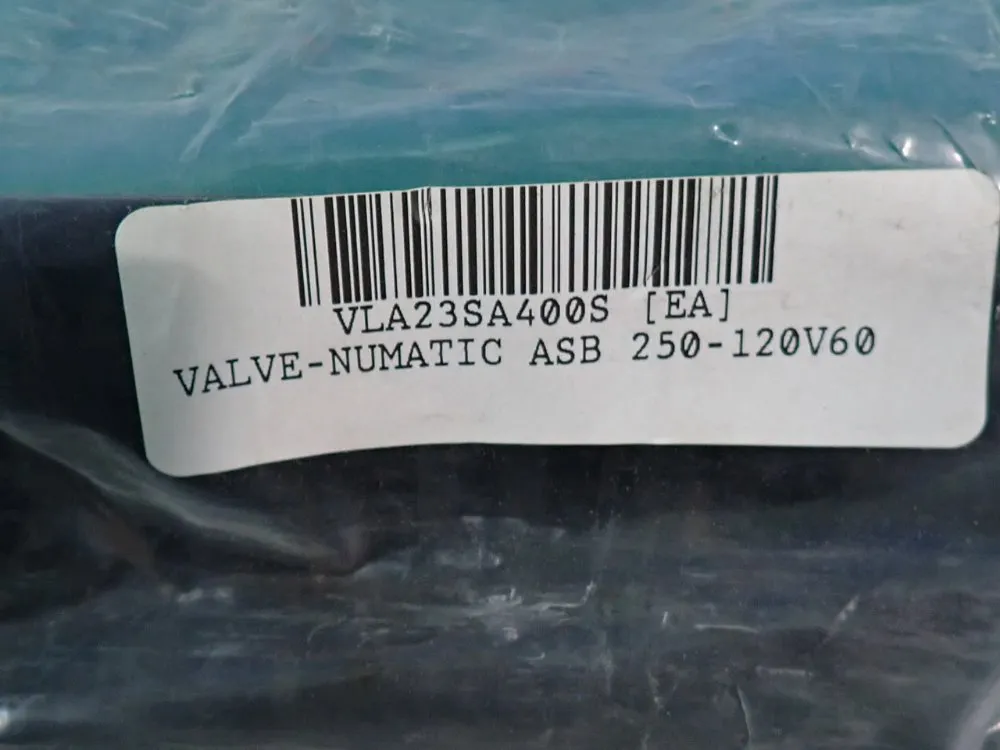 VLA23SA400S [EA]
VALVE-NUMATIC ASB 250-120V60